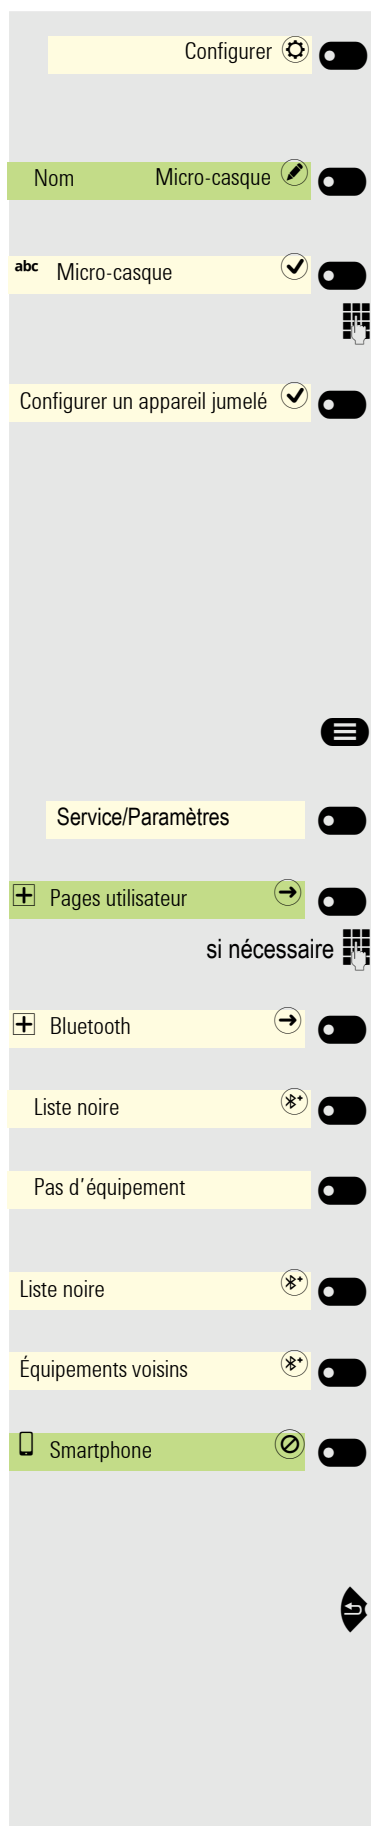 Configurer
Nom Micro-casque
abc Micro-casque
Configurer un appareil jumelé
Service/Paramètres
Pages utilisateur
si nécessaire
Bluetooth
Liste noire
Pas d'équipement
Liste noire
Équipements voisins
Smartphone